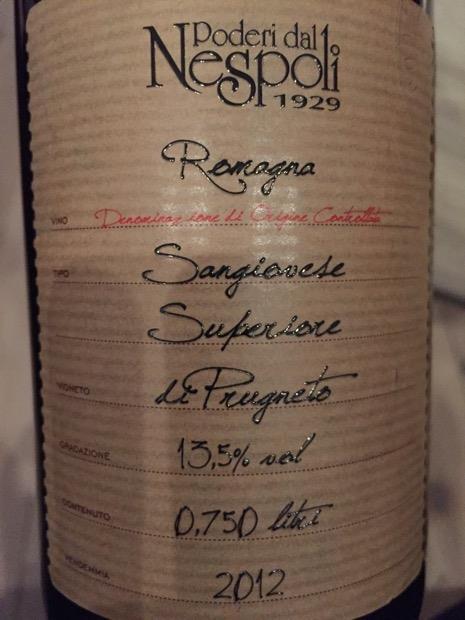 Poderi dal
Nespoli
1929
Romagna
VINO Denominazione di Origine Controllata
TIPO Sangiovese
Superiore
VIGNETO di Prugneto
GRADAZIONE 13,5% vol
CONTENUTO 0,750 litri
VENDEMMIA 2012